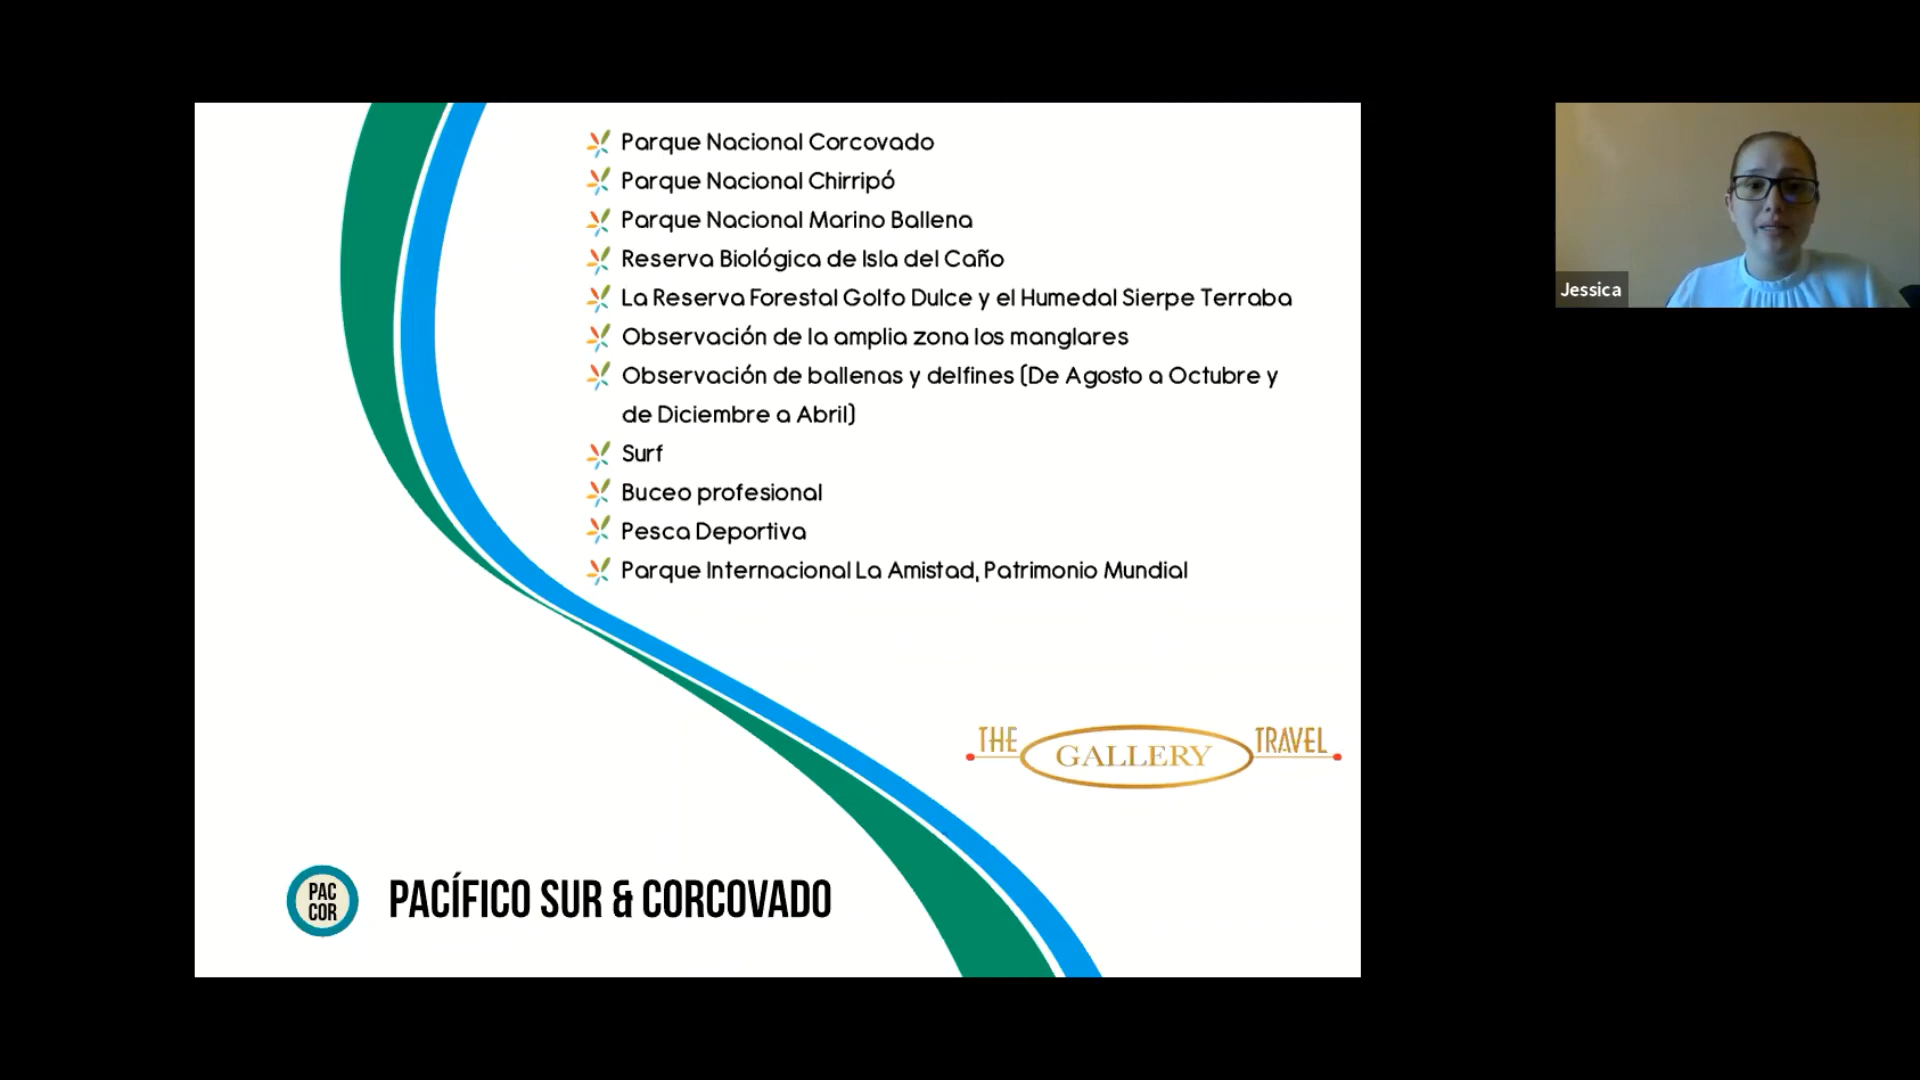 Parque Nacional Corcovado
Parque Nacional Chirripó
Parque Nacional Marino Ballena
Reserva Biológica de Isla del Caño
La Reserva Forestal Golfo Dulce y el Humedal Sierpe Terraba
Observación de la amplia zona los manglares
Observación de ballenas y delfines (De Agosto a Octubre y
de Diciembre a Abril)
Surf
Buceo profesional
Pesca Deportiva
Parque Internacional La Amistad, Patrimonio Mundial
THE GALLERY TRAVEL
PAC
COR
PACÍFICO SUR & CORCOVADO
Jessica